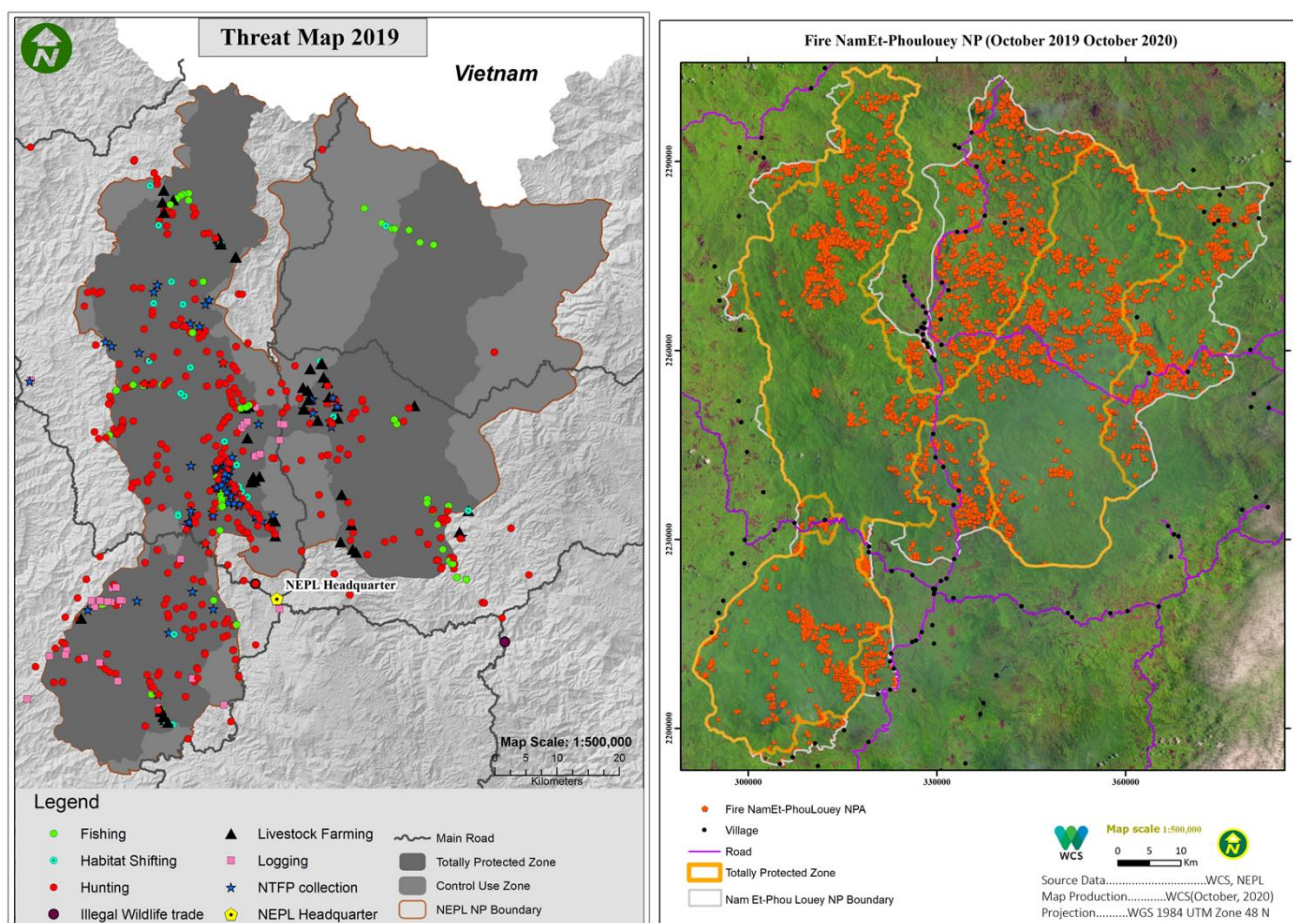 N
Threat Map 2019
Vietnam
NEPL Headquarter
Map Scale: 1:500,000
0 5 10 20
Kilometers
Legend
Fishing
Habitat Shifting
Hunting
Illegal Wildlife trade
Livestock Farming
Logging
NTFP collection
NEPL Headquarter
Main Road
Totally Protected Zone
Control Use Zone
NEPL NP Boundary
Fire NamEt-Phoulouey NP (October 2019 October 2020)
2290000
2260000
2230000
2200000
300000 330000 360000
Fire NamEt-PhouLouey NPA
Village
Road
Totally Protected Zone
Nam Et-Phou Louey NP Boundary
WCS
Map scale 1:500,000
0 5 10
Km
N
Source Data..............................WCS, NEPL
Map Production...........WCS(October, 2020)
Projection..........WGS 1984 UTM Zone 48 N